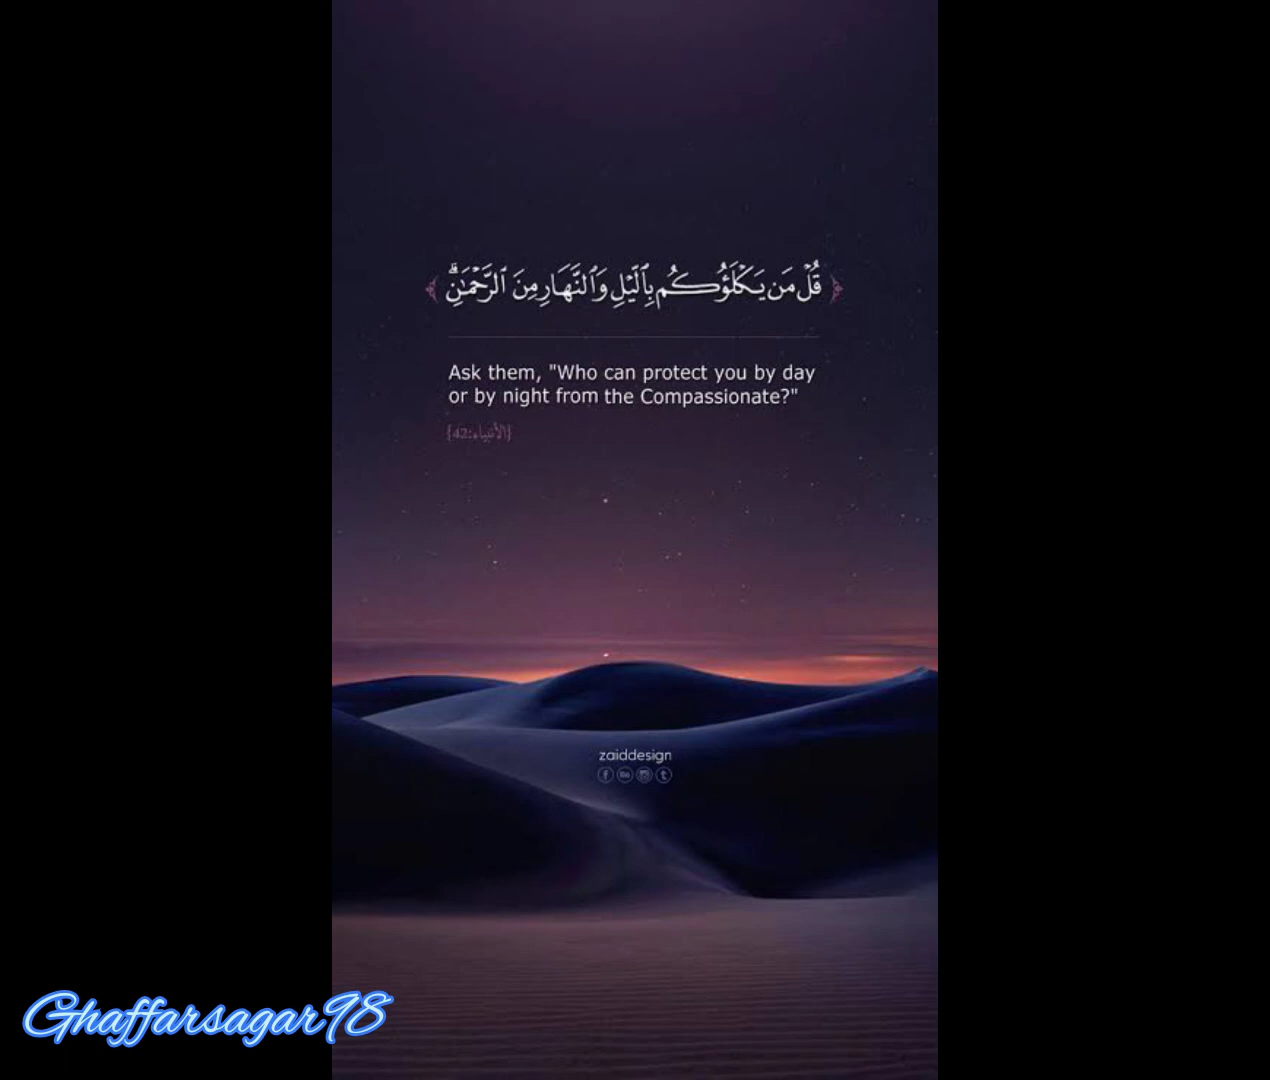 قُلْ مَن يَكْلَؤُكُم بِٱلَّيْلِ وَٱلنَّهَارِ مِنَ ٱلرَّحْمَٰنِ ۗ
Ask them, "Who can protect you by day
or by night from the Compassionate?"
[الأنبياء:42]
zaiddesign
Ghaffarsagar98